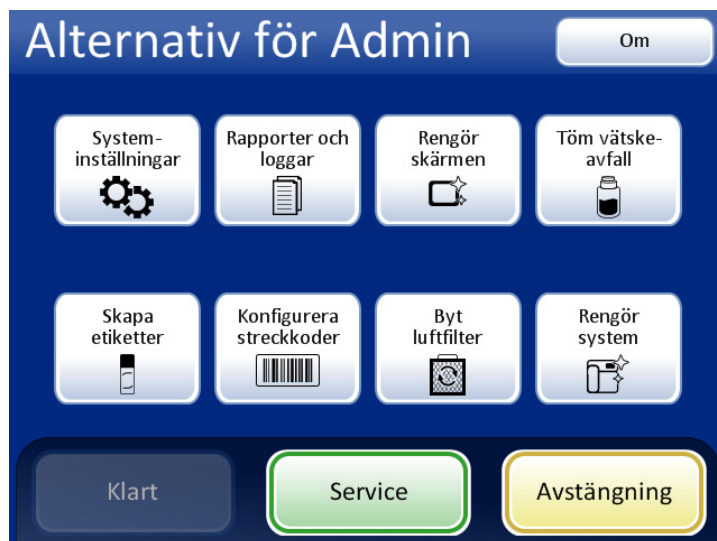 Alternativ för Admin
Om
System-
inställningar
Rapporter och
loggar
Rengör
skärmen
Töm vätske-
avfall
Skapa
etiketter
Konfigurera
streckkoder
Byt
luftfilter
Rengör
system
Klart
Service
Avstängning